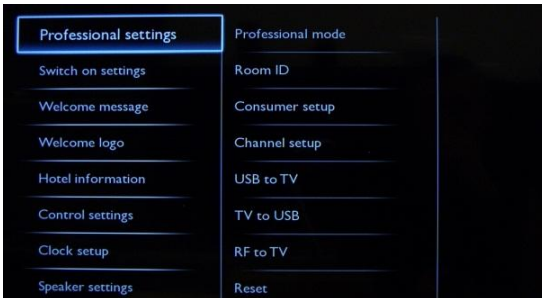 Professional settings
Switch on settings
Welcome message
Welcome logo
Hotel information
Control settings
Clock setup
Speaker settings
Professional mode
Room ID
Consumer setup
Channel setup
USB to TV
TV to USB
RF to TV
Reset